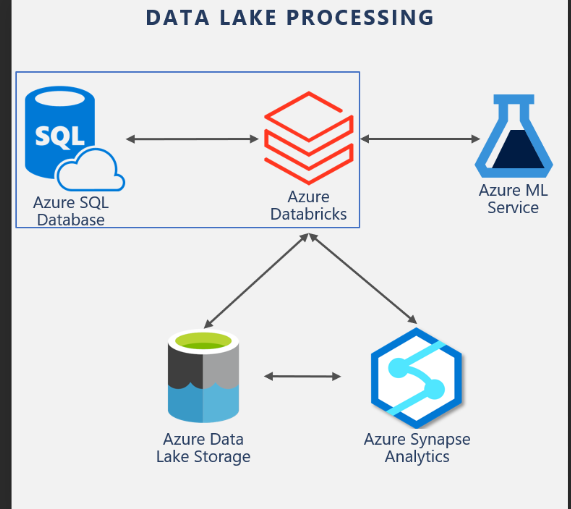 DATA LAKE PROCESSING
SQL
Azure SQL
Database
Azure
Databricks
Azure ML
Service
Azure Data
Lake Storage
Azure Synapse
Analytics